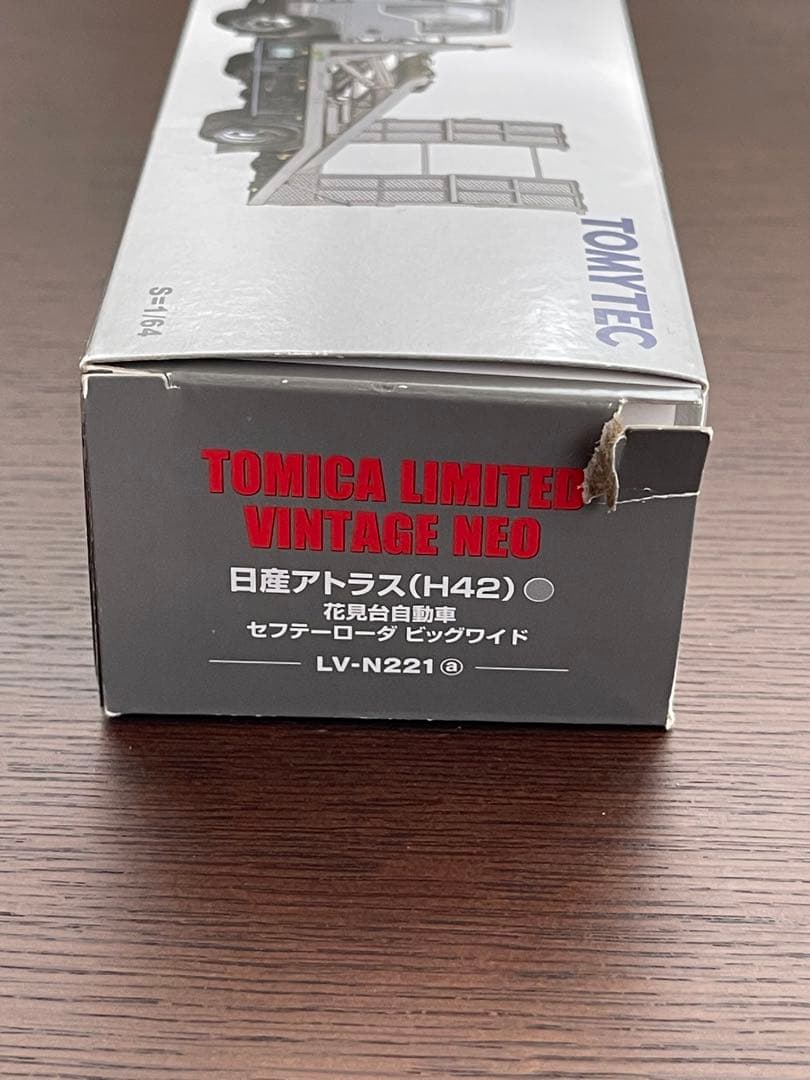 TOMYTEC
S=1/64
TOMICA LIMITED
VINTAGE NEO
日産アトラス(H42)
花見台自動車
セフテーローダ ビッグワイド
LV-N221 ⓐ